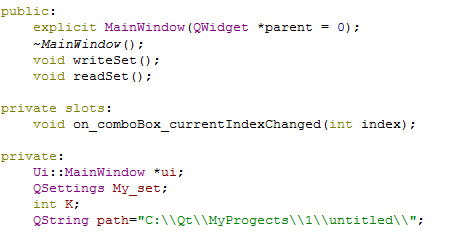 public:
    explicit MainWindow(QWidget *parent = 0);
    ~MainWindow();
    void writeSet();
    void readSet();
private slots:
    void on_comboBox_currentIndexChanged(int index);
private:
    Ui::MainWindow *ui;
    QSettings My_set;
    int K;
    QString path="C:\\Qt\\MyProgects\\1\\untitled\\";